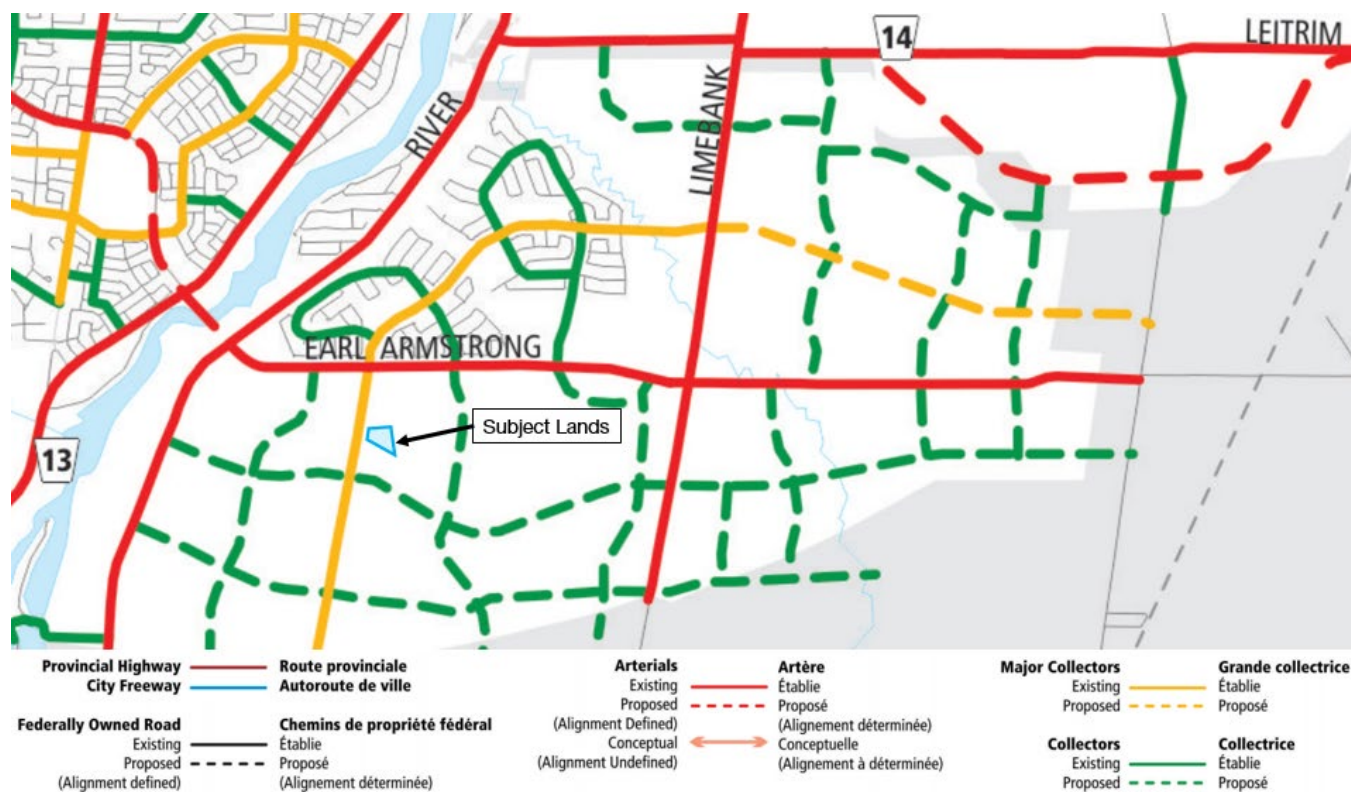 14
LEITRIM
RIVER
LIMEBANK
EARL ARMSTRONG
Subject Lands
13
Provincial Highway Route provinciale
City Freeway Autoroute de ville
Federally Owned Road Chemins de propriété fédéral
Existing Établie
Proposed Proposé
(Alignment defined) (Alignement déterminée)
Arterials Artère
Existing Établie
Proposed Proposé
(Alignment Defined) (Alignement déterminée)
Conceptual Conceptuelle
(Alignment Undefined) (Alignement à déterminée)
Major Collectors Grande collectrice
Existing Établie
Proposed Proposé
Collectors Collectrice
Existing Établie
Proposed Proposé